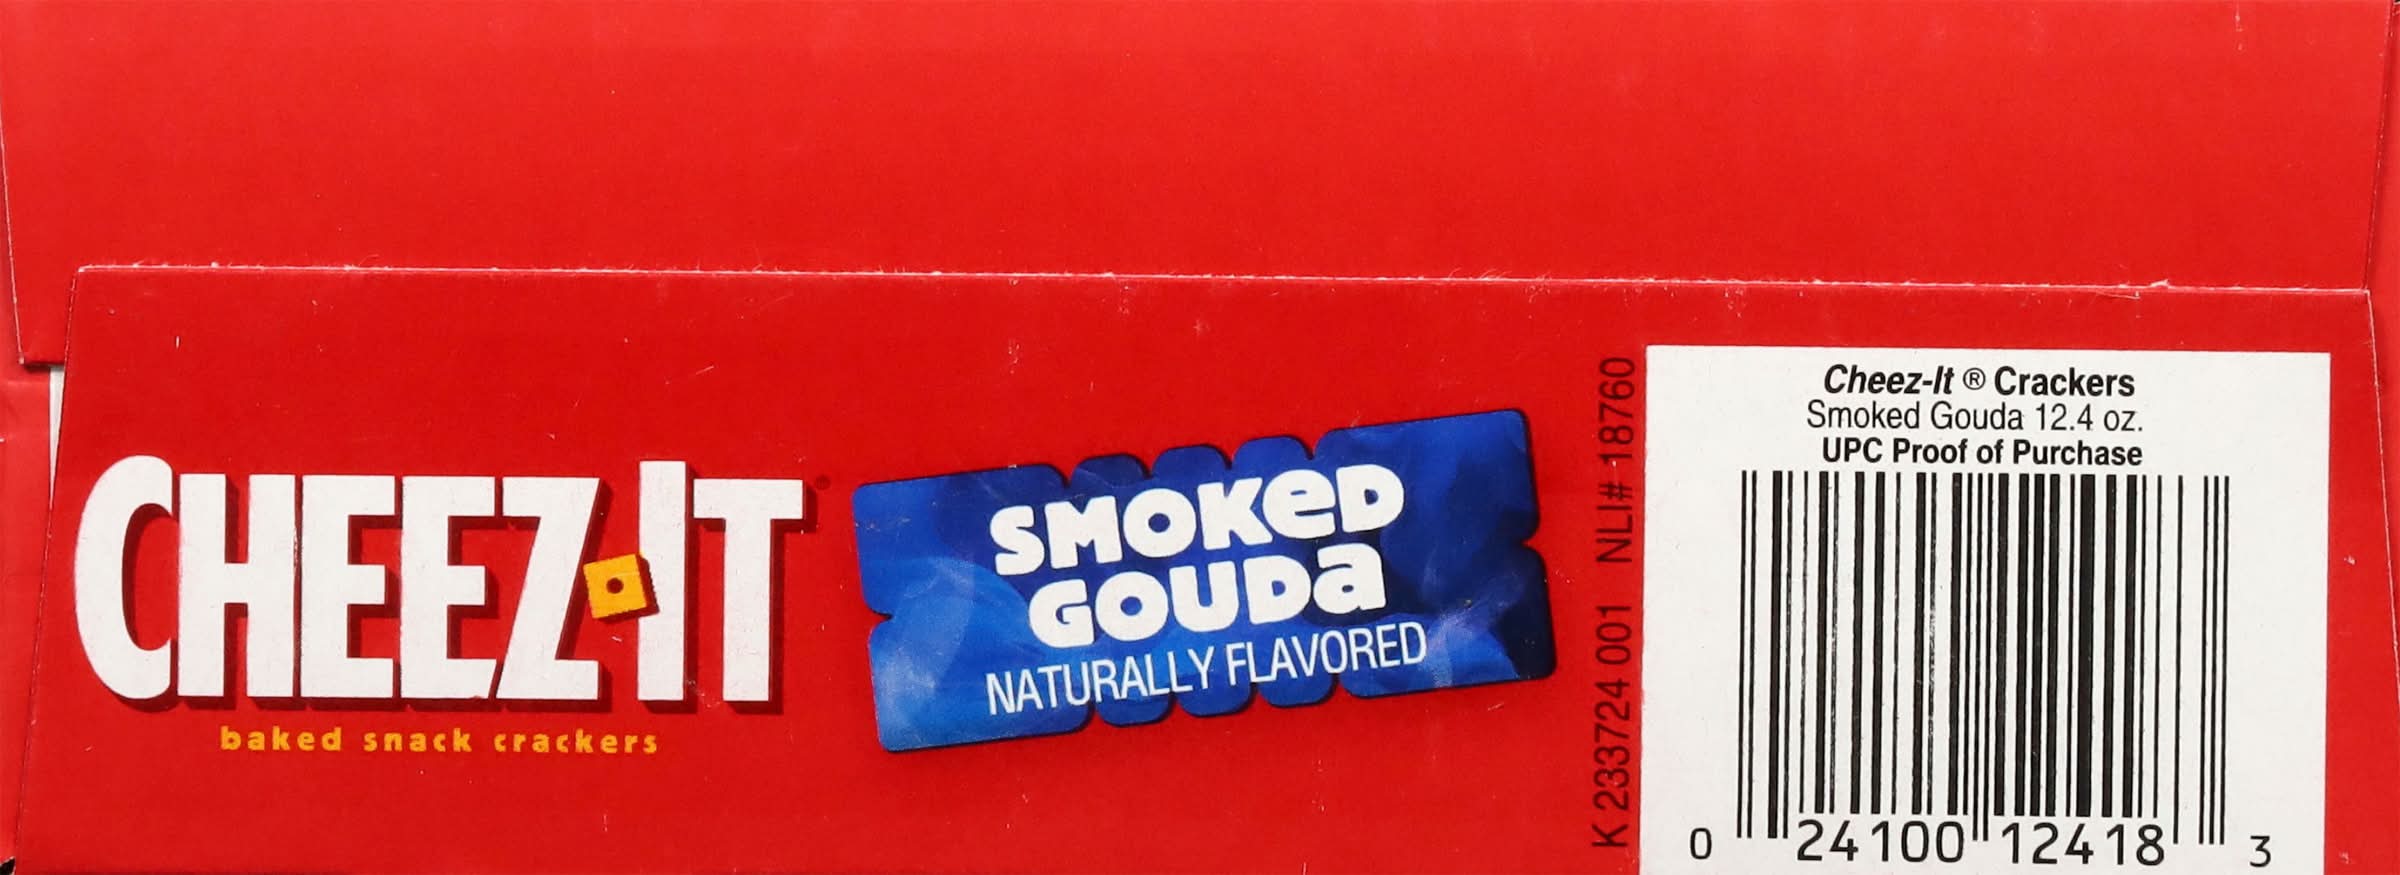 CHEEZ-IT
baked snack crackers
SMOKED
GOUDA
NATURALLY FLAVORED
K 233724 001 NLI# 18760
Cheez-It ® Crackers
Smoked Gouda 12.4 oz.
UPC Proof of Purchase
0 24100 12418 3